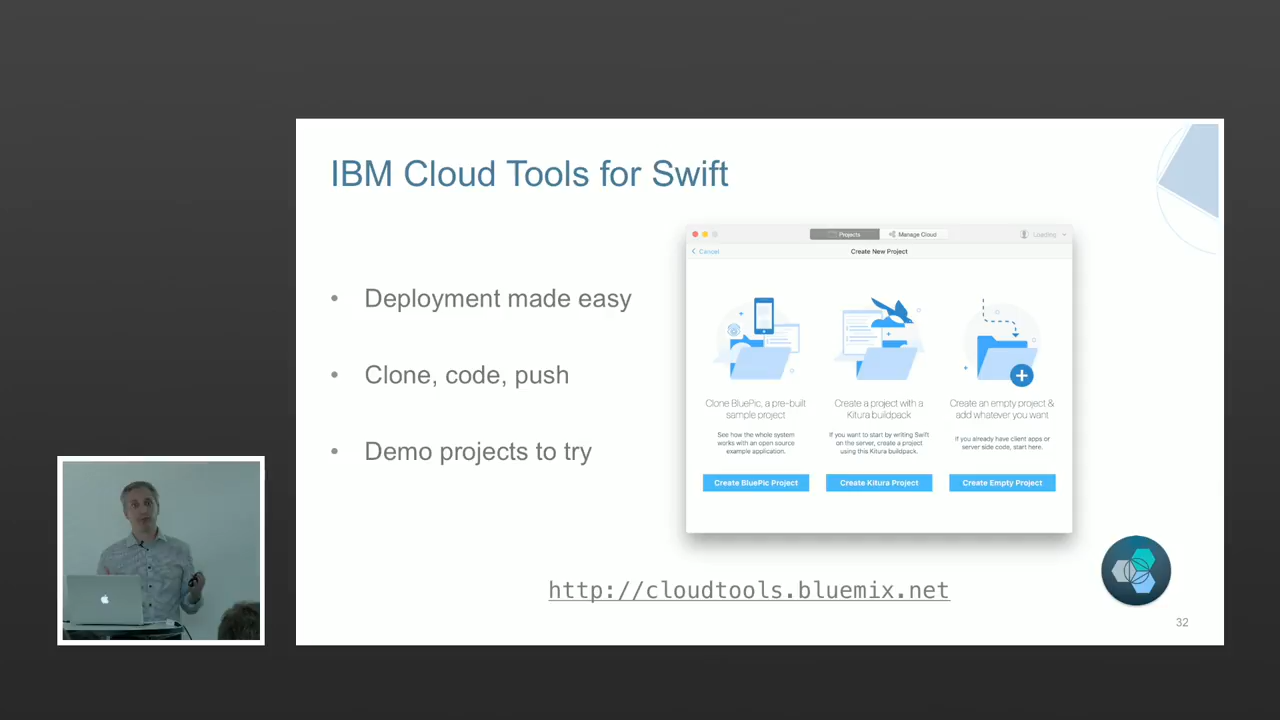 IBM Cloud Tools for Swift
• Deployment made easy
• Clone, code, push
• Demo projects to try
Projects
Manage Cloud
Loading
Cancel
Create New Project
Clone BluePic, a pre-built
sample project
See how the whole system
works with an open source
example application.
Create BluePic Project
Create a project with a
Kitura buildpack
If you want to start by writing Swift
on the server, create a project
using this Kitura buildpack.
Create Kitura Project
Create an empty project &
add whatever you want
If you already have client apps or
server side code, start here.
Create Empty Project
http://cloudtools.bluemix.net
32